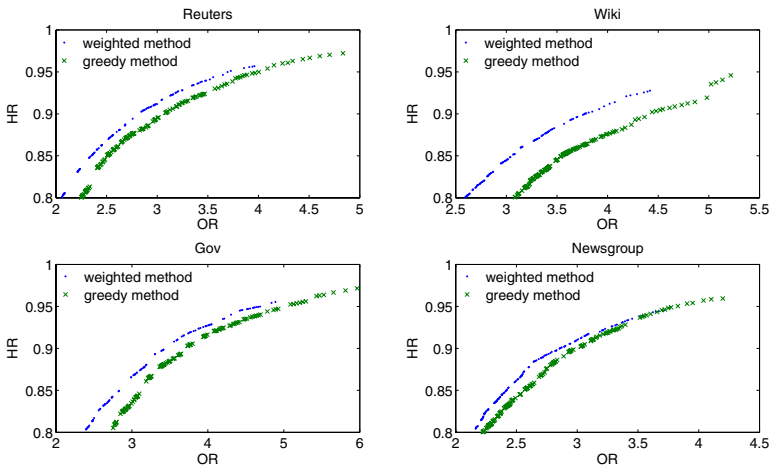 Reuters
1
weighted method
greedy method
0.95
0.9
0.85
0.8
HR
2 2.5 3 3.5 4 4.5 5
OR
Wiki
1
weighted method
greedy method
0.95
0.9
0.85
0.8
HR
2.5 3 3.5 4 4.5 5 5.5
OR
Gov
1
weighted method
greedy method
0.95
0.9
0.85
0.8
HR
2 3 4 5 6
OR
Newsgroup
1
weighted method
greedy method
0.95
0.9
0.85
0.8
HR
2 2.5 3 3.5 4 4.5
OR